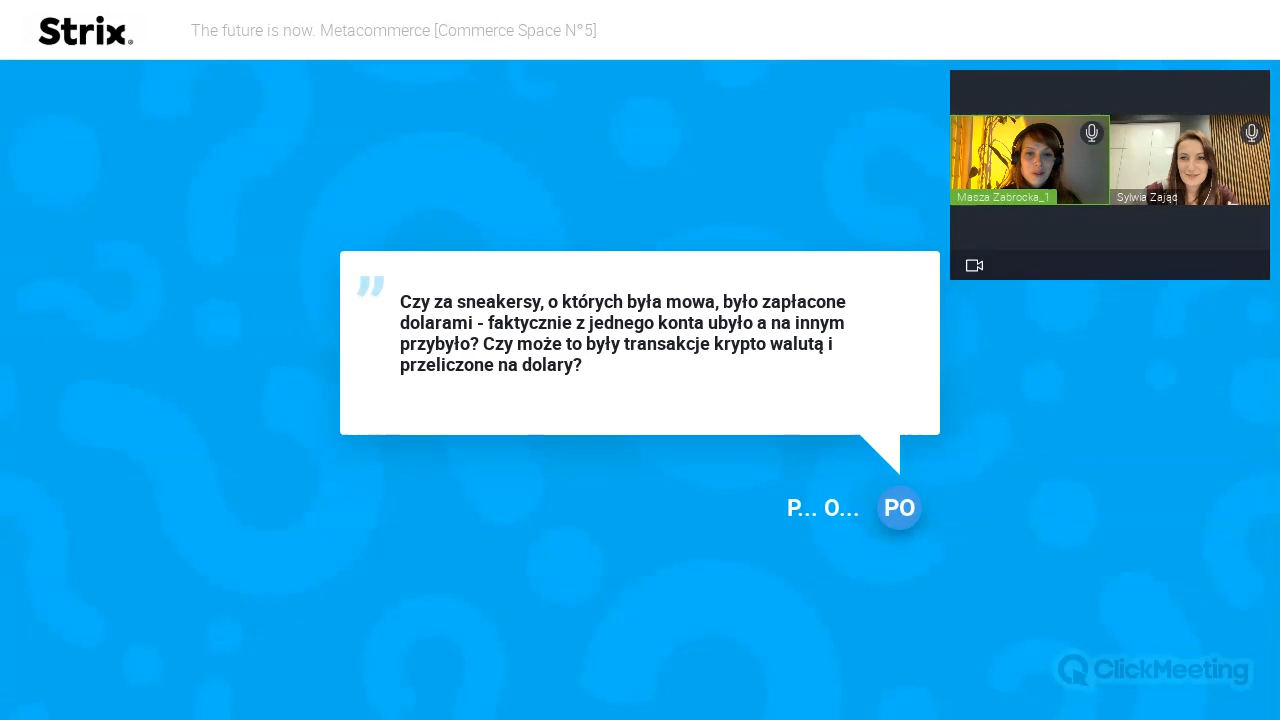 Strix®
The future is now. Metacommerce [Commerce Space N°5]
Masza Zabrocka_1
Sylwia Zając
”
Czy za sneakersy, o których była mowa, było zapłacone
dolarami - faktycznie z jednego konta ubyło a na innym
przybyło? Czy może to były transakcje krypto walutą i
przeliczone na dolary?
P... O...
PO
ClickMeeting